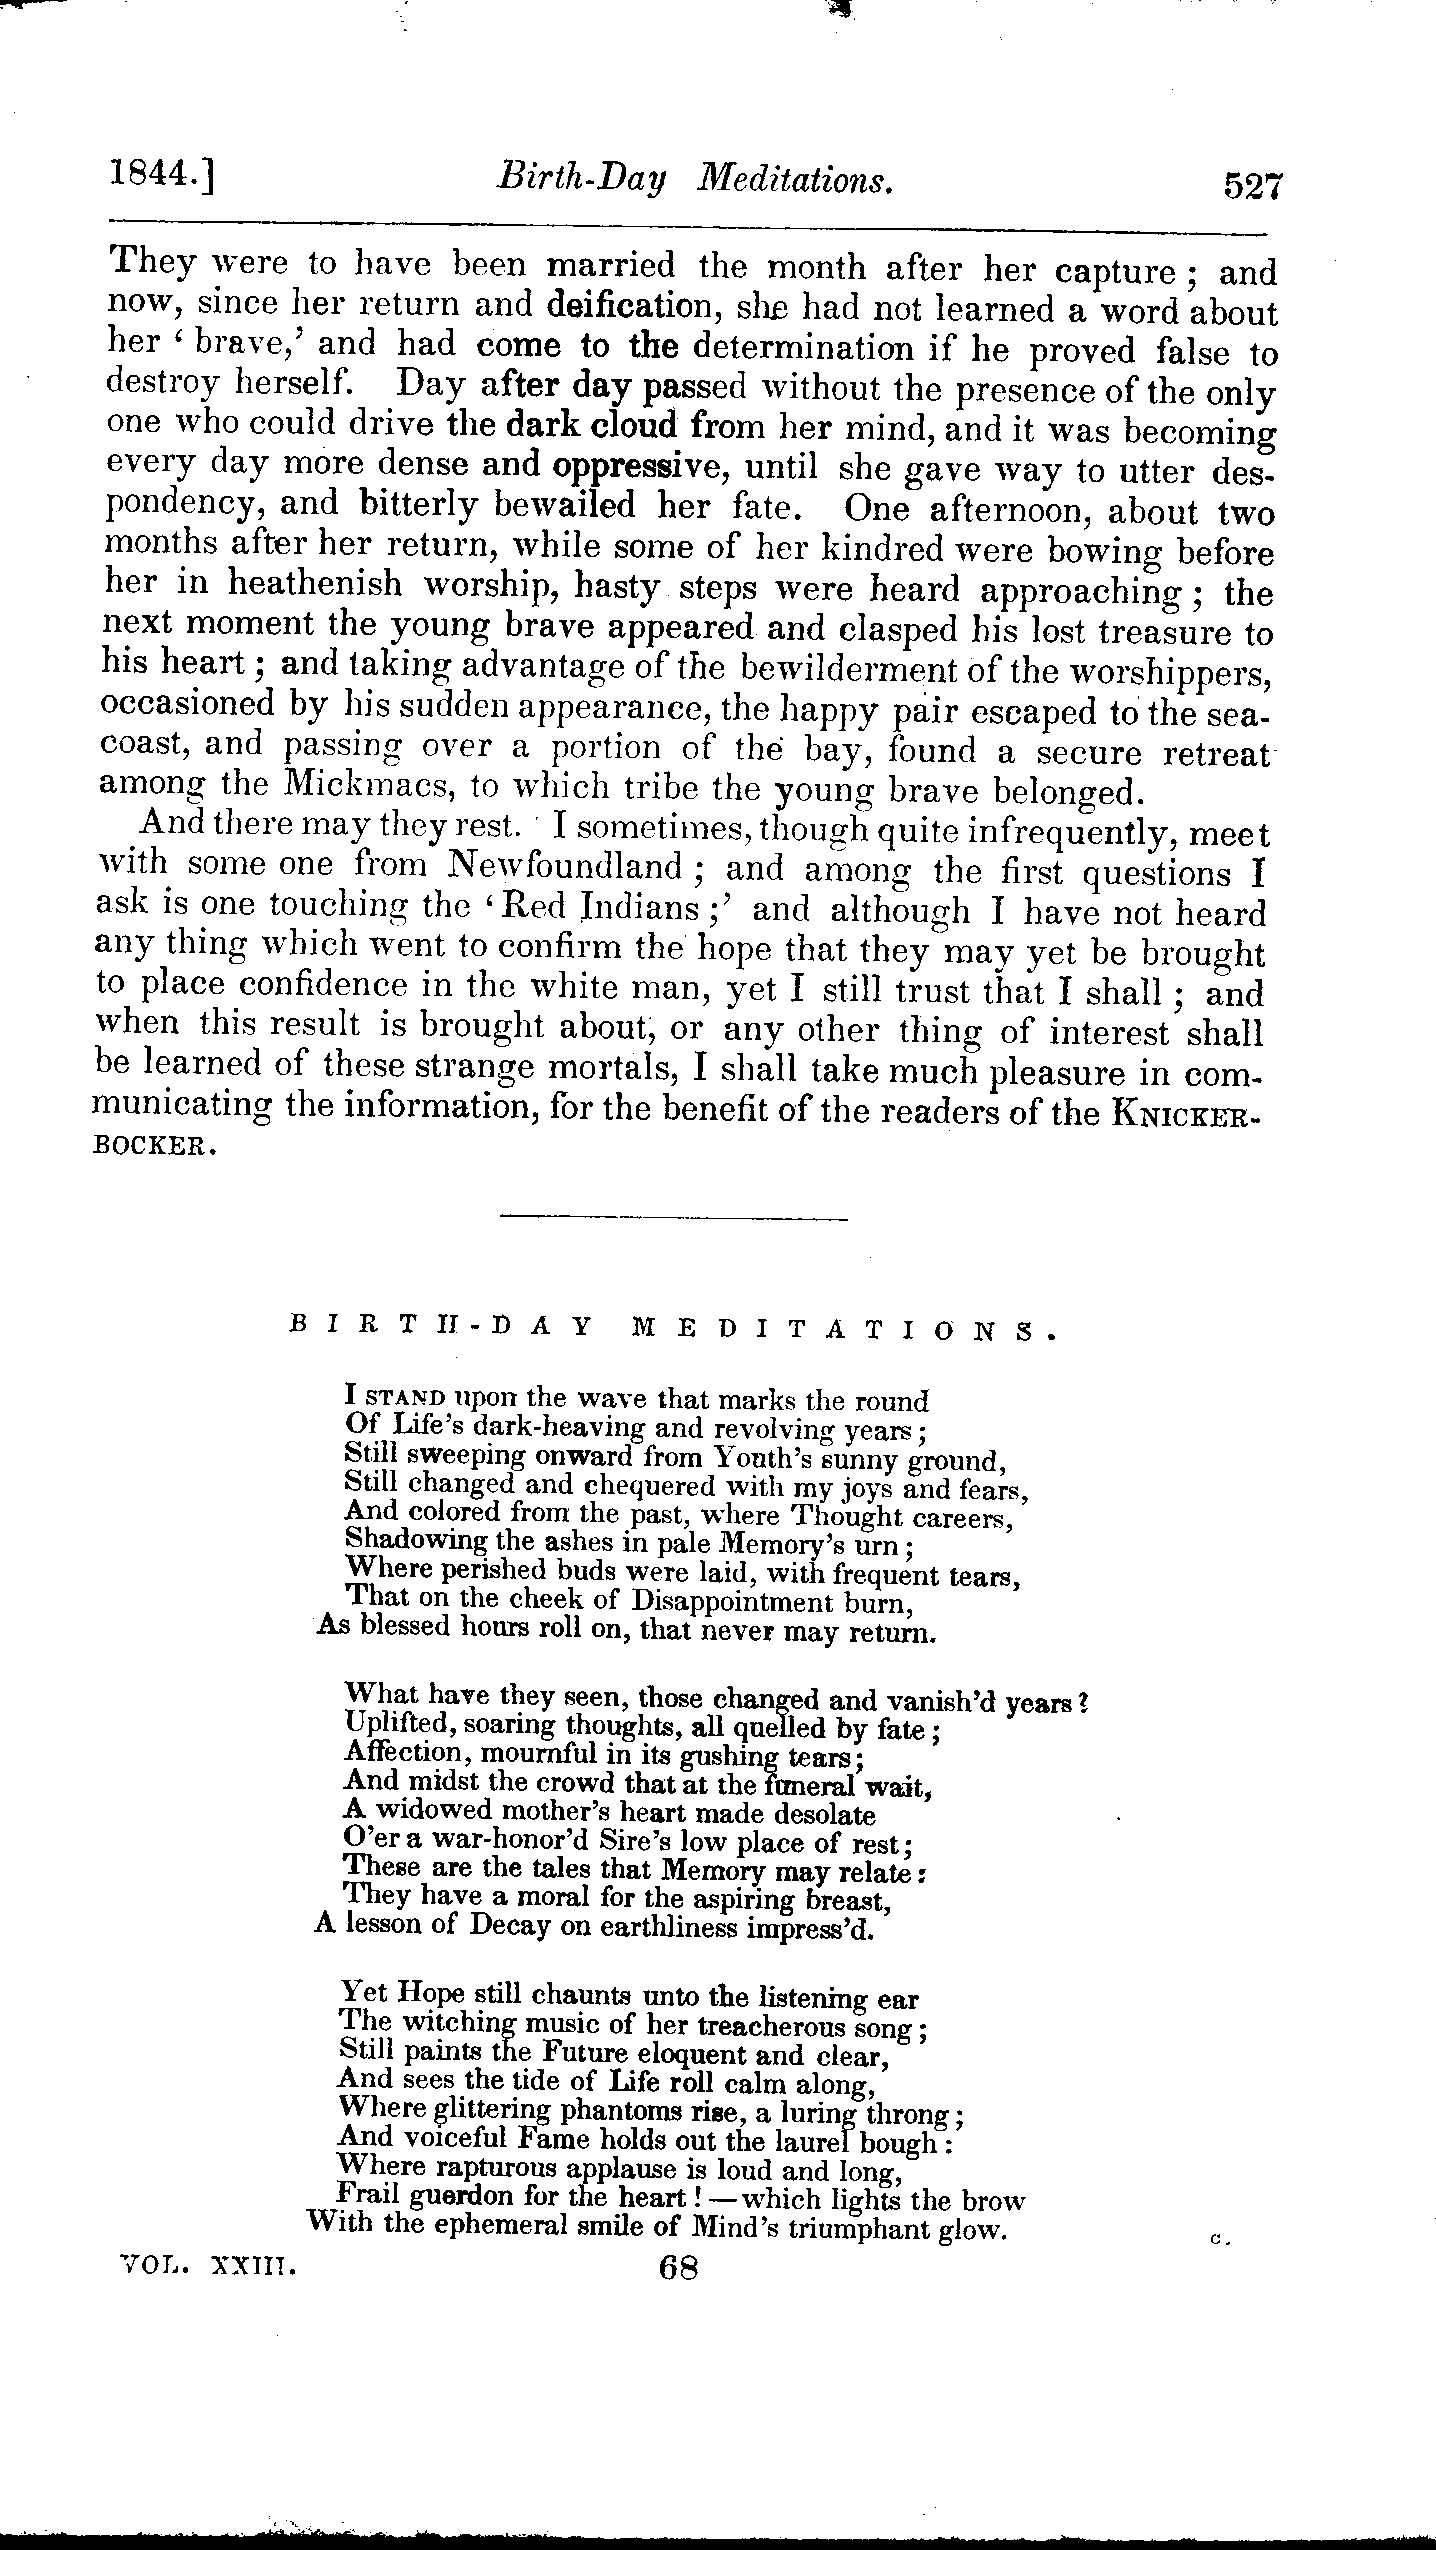 1844.] Birth-Day Meditations. 527
They were to have been married the month after her capture ; and
now, since her return and deification, she had not learned a word about
her ‘ brave,’ and had come to the determination if he proved false to
destroy herself. Day after day passed without the presence of the only
one who could drive the dark cloud from her mind, and it was becoming
every day more dense and oppressive, until she gave way to utter des-
pondency, and bitterly bewailed her fate. One afternoon, about two
months after her return, while some of her kindred were bowing before
her in heathenish worship, hasty steps were heard approaching ; the
next moment the young brave appeared and clasped his lost treasure to
his heart ; and taking advantage of the bewilderment of the worshippers,
occasioned by his sudden appearance, the happy pair escaped to the sea-
coast, and passing over a portion of the bay, found a secure retreat
among the Mickmacs, to which tribe the young brave belonged.
And there may they rest. I sometimes, though quite infrequently, meet
with some one from Newfoundland ; and among the first questions I
ask is one touching the ‘ Red Indians ;’ and although I have not heard
any thing which went to confirm the hope that they may yet be brought
to place confidence in the white man, yet I still trust that I shall ; and
when this result is brought about, or any other thing of interest shall
be learned of these strange mortals, I shall take much pleasure in com-
municating the information, for the benefit of the readers of the KNICKER-
BOCKER.
BIRTH-DAY MEDITATIONS.
I STAND upon the wave that marks the round
Of Life’s dark-heaving and revolving years ;
Still sweeping onward from Youth’s sunny ground,
Still changed and chequered with my joys and fears,
And colored from the past, where Thought careers,
Shadowing the ashes in pale Memory’s urn ;
Where perished buds were laid, with frequent tears,
That on the cheek of Disappointment burn,
As blessed hours roll on, that never may return.
What have they seen, those changed and vanish’d years ?
Uplifted, soaring thoughts, all quelled by fate ;
Affection, mournful in its gushing tears ;
And midst the crowd that at the funeral wait,
A widowed mother’s heart made desolate
O’er a war-honor’d Sire’s low place of rest ;
These are the tales that Memory may relate :
They have a moral for the aspiring breast,
A lesson of Decay on earthliness impress’d.
Yet Hope still chaunts unto the listening ear
The witching music of her treacherous song ;
Still paints the Future eloquent and clear,
And sees the tide of Life roll calm along,
Where glittering phantoms rise, a luring throng ;
And voiceful Fame holds out the laurel bough :
Where rapturous applause is loud and long,
Frail guerdon for the heart ! — which lights the brow
With the ephemeral smile of Mind’s triumphant glow.
C.
VOL. XXIII. 68